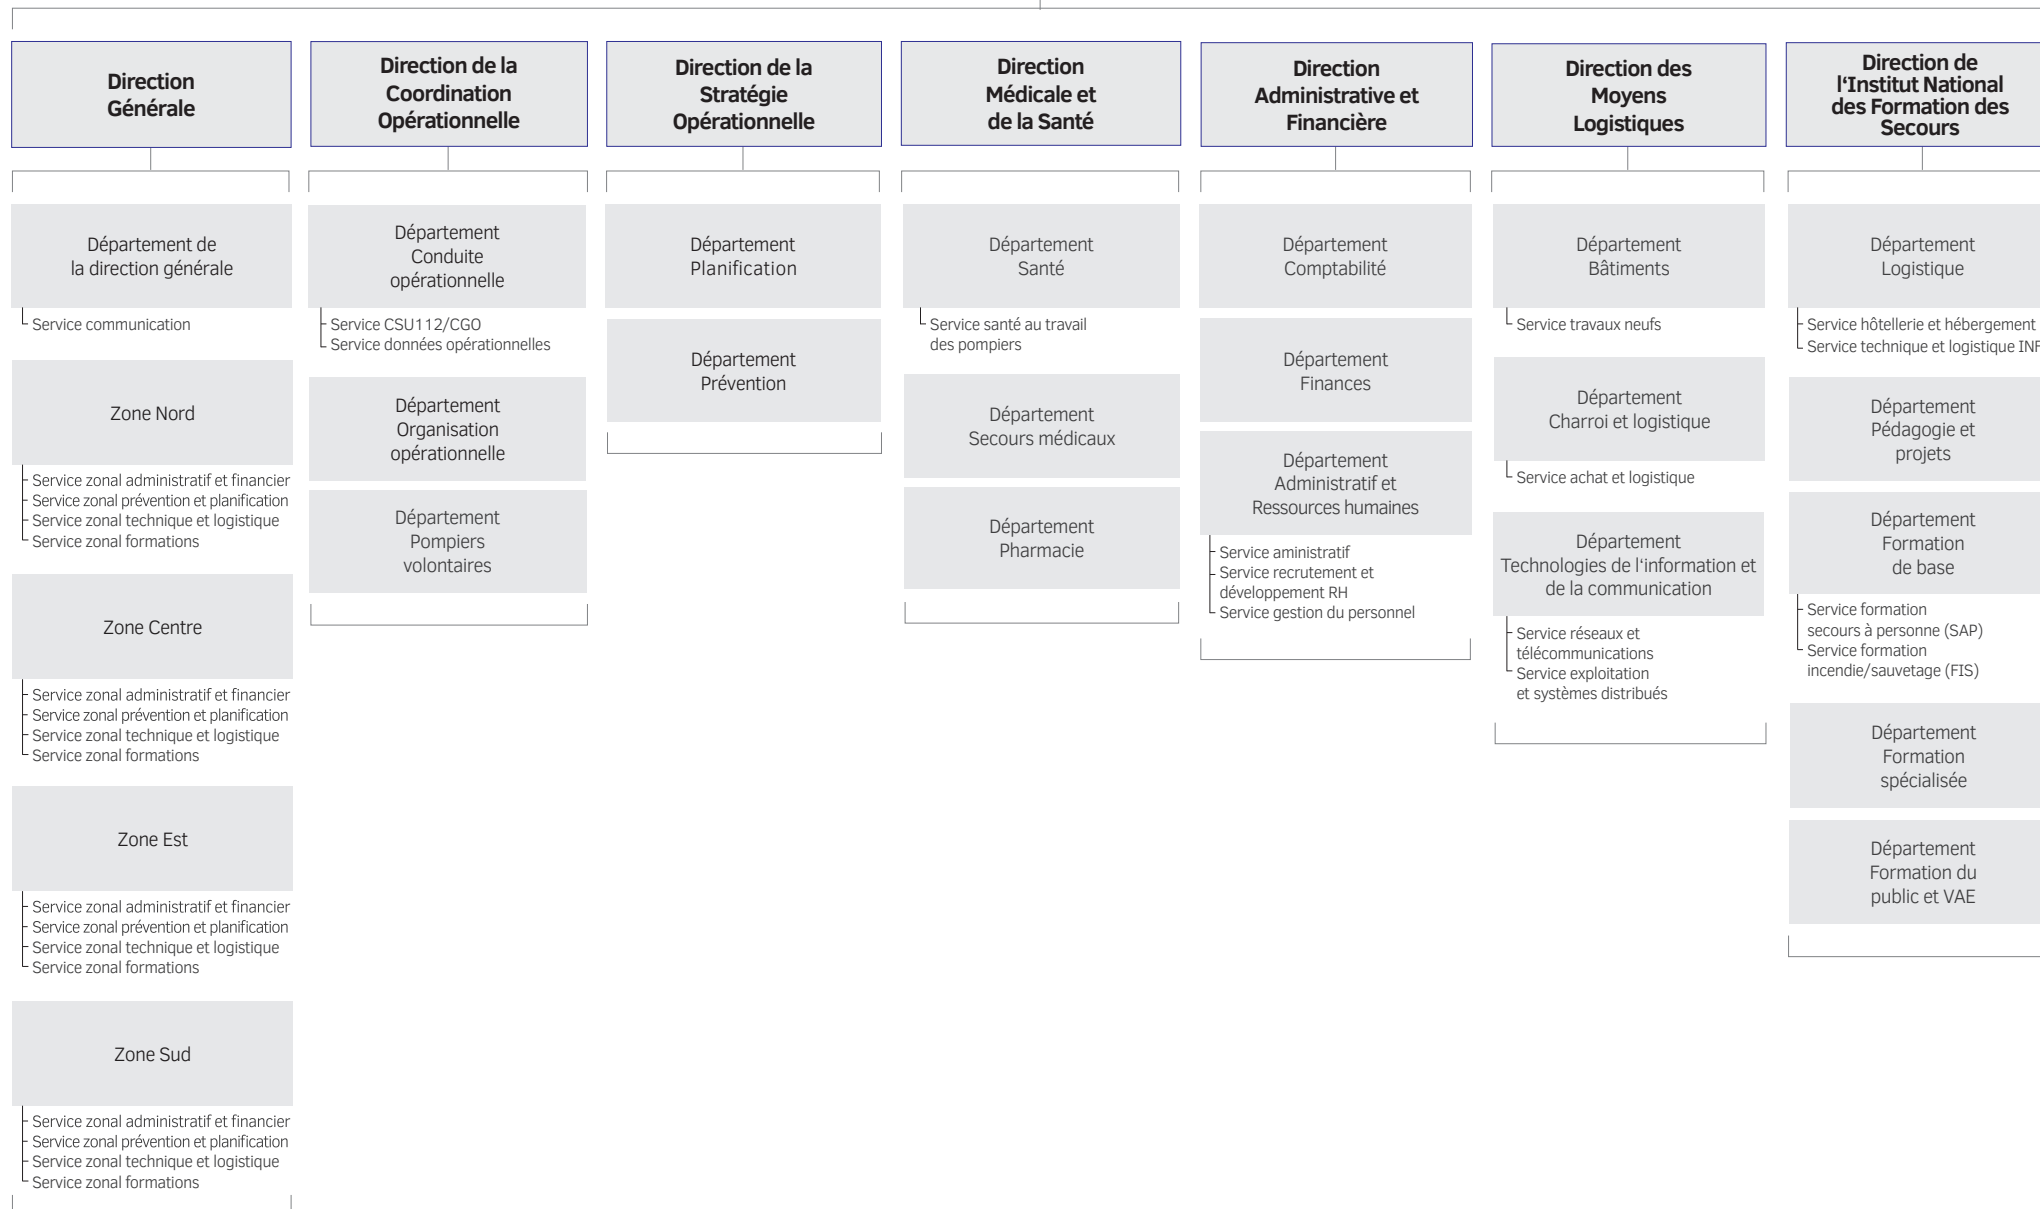 Direction
Générale
Département de
la direction générale
Service communication
Zone Nord
Service zonal administratif et financier
Service zonal prévention et planification
Service zonal technique et logistique
Service zonal formations
Zone Centre
Service zonal administratif et financier
Service zonal prévention et planification
Service zonal technique et logistique
Service zonal formations
Zone Est
Service zonal administratif et financier
Service zonal prévention et planification
Service zonal technique et logistique
Service zonal formations
Zone Sud
Service zonal administratif et financier
Service zonal prévention et planification
Service zonal technique et logistique
Service zonal formations
Direction de la
Coordination
Opérationnelle
Département
Conduite
opérationnelle
Service CSU112/CGO
Service données opérationnelles
Département
Organisation
opérationnelle
Département
Pompiers
volontaires
Direction de la
Stratégie
Opérationnelle
Département
Planification
Département
Prévention
Direction
Médicale et
de la Santé
Département
Santé
Service santé au travail
des pompiers
Département
Secours médicaux
Département
Pharmacie
Direction
Administrative et
Financière
Département
Comptabilité
Département
Finances
Département
Administratif et
Ressources humaines
Service aministratif
Service recrutement et
développement RH
Service gestion du personnel
Direction des
Moyens
Logistiques
Département
Bâtiments
Service travaux neufs
Département
Charroi et logistique
Service achat et logistique
Département
Technologies de l‘information et
de la communication
Service réseaux et
télécommunications
Service exploitation
et systèmes distribués
Direction de
l‘Institut National
des Formation des
Secours
Département
Logistique
Service hôtellerie et hébergement
Service technique et logistique
Département
Pédagogie et
projets
Département
Formation
de base
Service formation
secours à personne (SAP)
Service formation
incendie/sauvetage (FIS)
Département
Formation
spécialisée
Département
Formation du
public et VAE